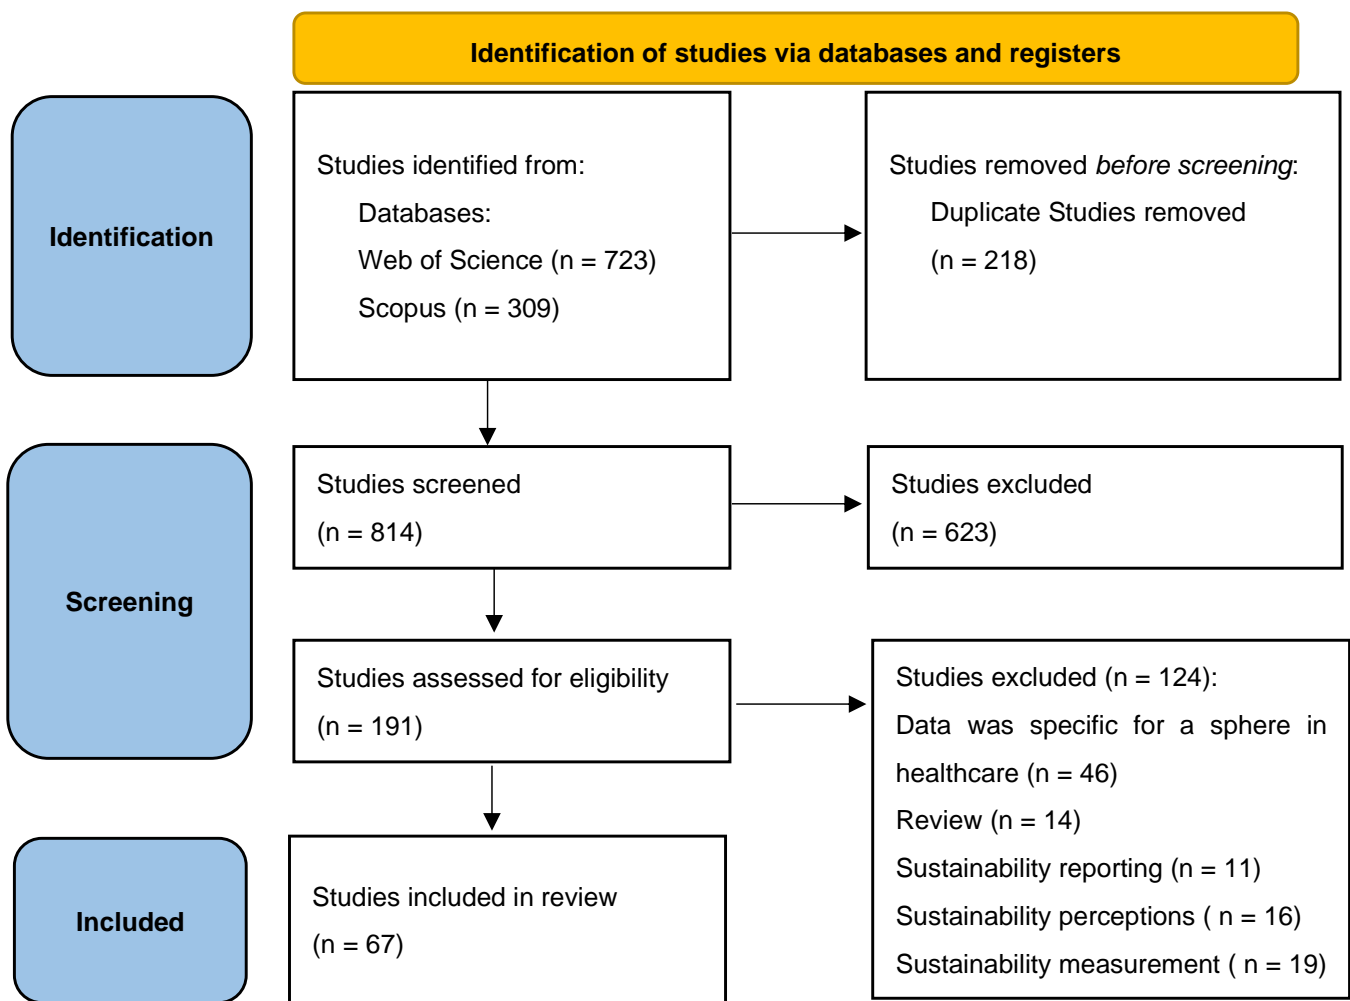 Identification of studies via databases and registers
Identification
Studies identified from:
Databases:
Web of Science (n = 723)
Scopus (n = 309)
Studies removed before screening:
Duplicate Studies removed
(n = 218)
Screening
Studies screened
(n = 814)
Studies excluded
(n = 623)
Studies assessed for eligibility
(n = 191)
Studies excluded (n = 124):
Data was specific for a sphere in
healthcare (n = 46)
Review (n = 14)
Sustainability reporting (n = 11)
Sustainability perceptions ( n = 16)
Sustainability measurement ( n = 19)
Included
Studies included in review
(n = 67)